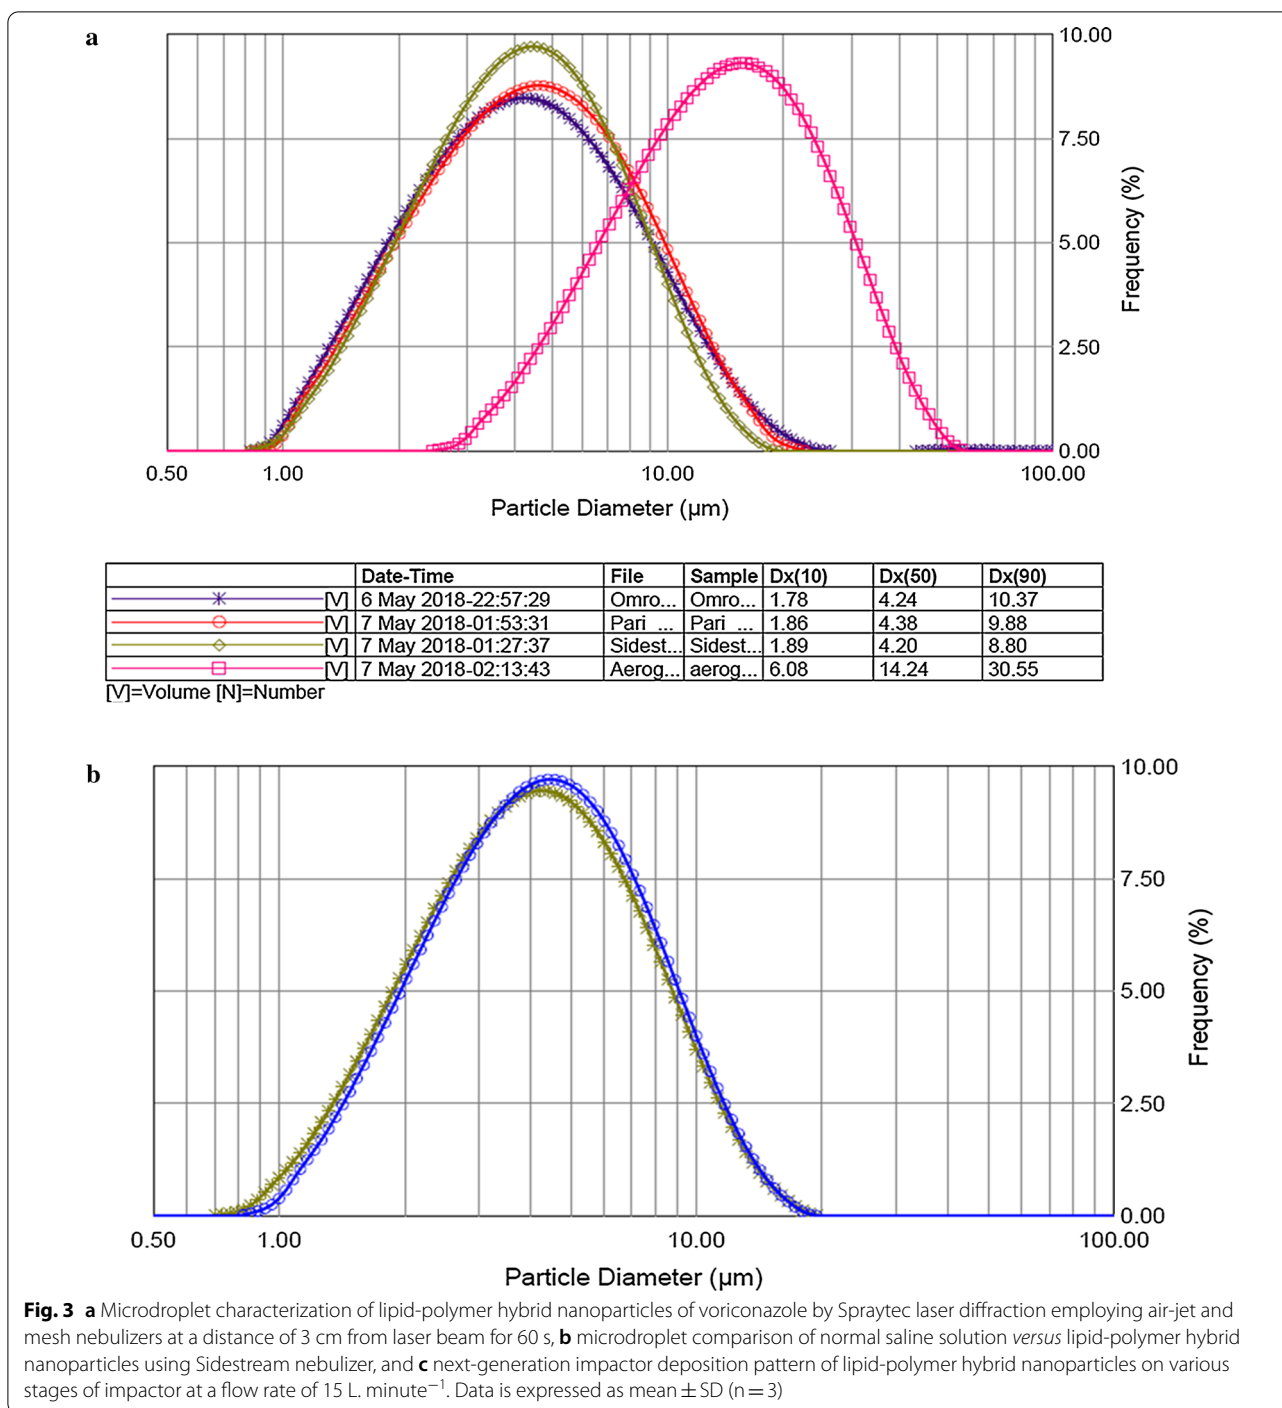 a
10.00
7.50
5.00
2.50
0.00
Frequency (%)
0.50 1.00 10.00 100.00
Particle Diameter (µm)
Date-Time File Sample Dx(10) Dx(50) Dx(90)
[V] 6 May 2018-22:57:29 Omro... Omro... 1.78 4.24 10.37
[V] 7 May 2018-01:53:31 Pari ... Pari ... 1.86 4.38 9.88
[V] 7 May 2018-01:27:37 Sidest... Sidest... 1.89 4.20 8.80
[V] 7 May 2018-02:13:43 Aerog... aerog... 6.08 14.24 30.55
[V]=Volume [N]=Number
b
10.00
7.50
5.00
2.50
0.00
Frequency (%)
0.50 1.00 10.00 100.00
Particle Diameter (µm)
Fig. 3 a Microdroplet characterization of lipid-polymer hybrid nanoparticles of voriconazole by Spraytec laser diffraction employing air-jet and
mesh nebulizers at a distance of 3 cm from laser beam for 60 s, b microdroplet comparison of normal saline solution versus lipid-polymer hybrid
nanoparticles using Sidestream nebulizer, and c next-generation impactor deposition pattern of lipid-polymer hybrid nanoparticles on various
stages of impactor at a flow rate of 15 L. minute⁻¹. Data is expressed as mean ± SD (n = 3)